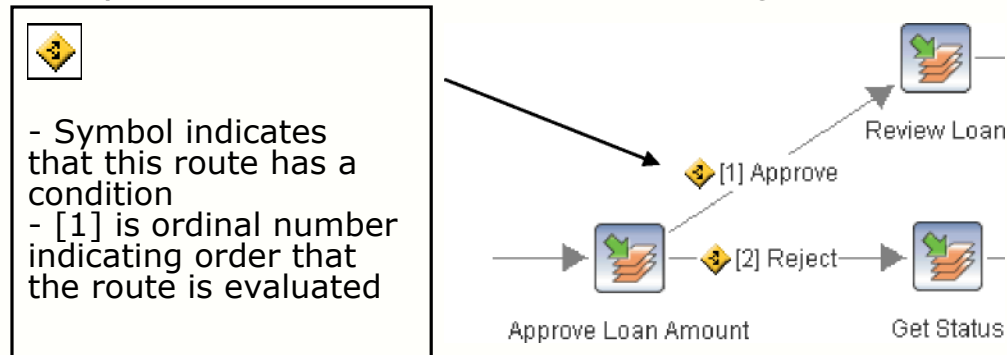 - Symbol indicates
that this route has a
condition
- [1] is ordinal number
indicating order that
the route is evaluated
Review Loan
[1] Approve
[2] Reject
Approve Loan Amount
Get Status